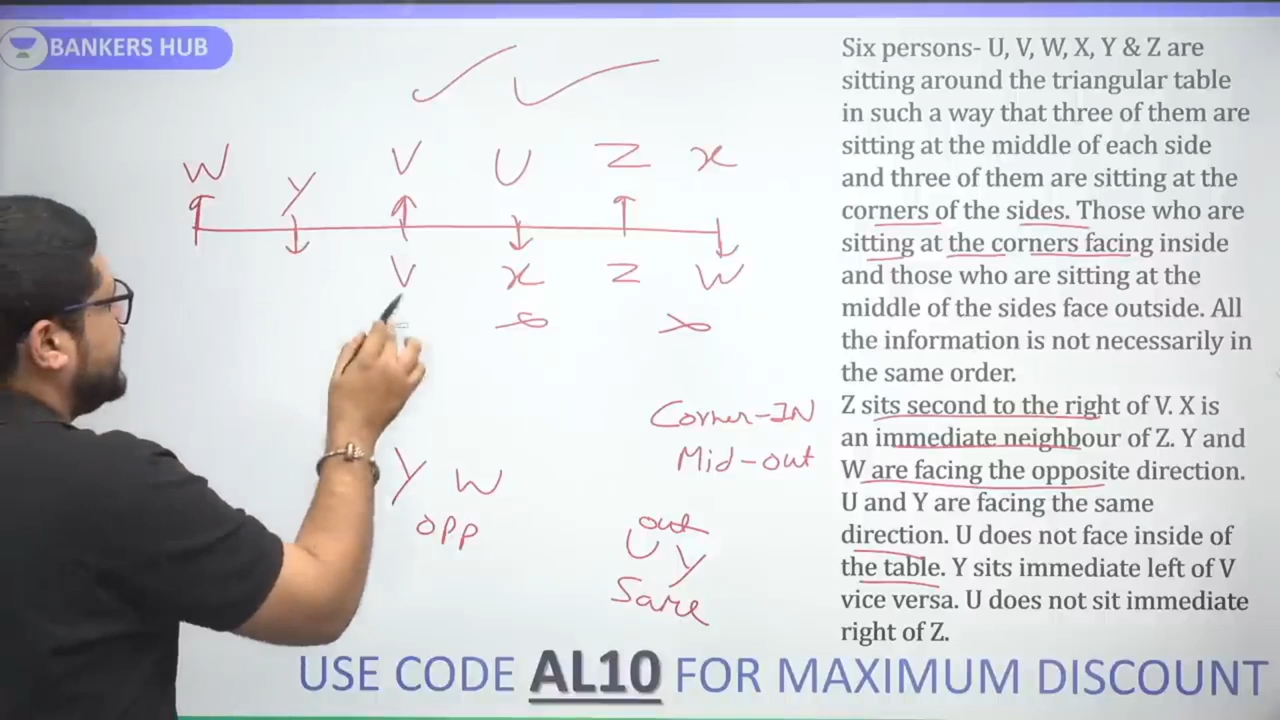 BANKERS HUB
W Y V U Z x
V x Z W
Corner-IN
Mid-out
Y W
opp
out
U Y
Same
Six persons- U, V, W, X, Y & Z are
sitting around the triangular table
in such a way that three of them are
sitting at the middle of each side
and three of them are sitting at the
corners of the sides. Those who are
sitting at the corners facing inside
and those who are sitting at the
middle of the sides face outside. All
the information is not necessarily in
the same order.
Z sits second to the right of V. X is
an immediate neighbour of Z. Y and
W are facing the opposite direction.
U and Y are facing the same
direction. U does not face inside of
the table. Y sits immediate left of V
vice versa. U does not sit immediate
right of Z.
USE CODE AL10 FOR MAXIMUM DISCOUNT